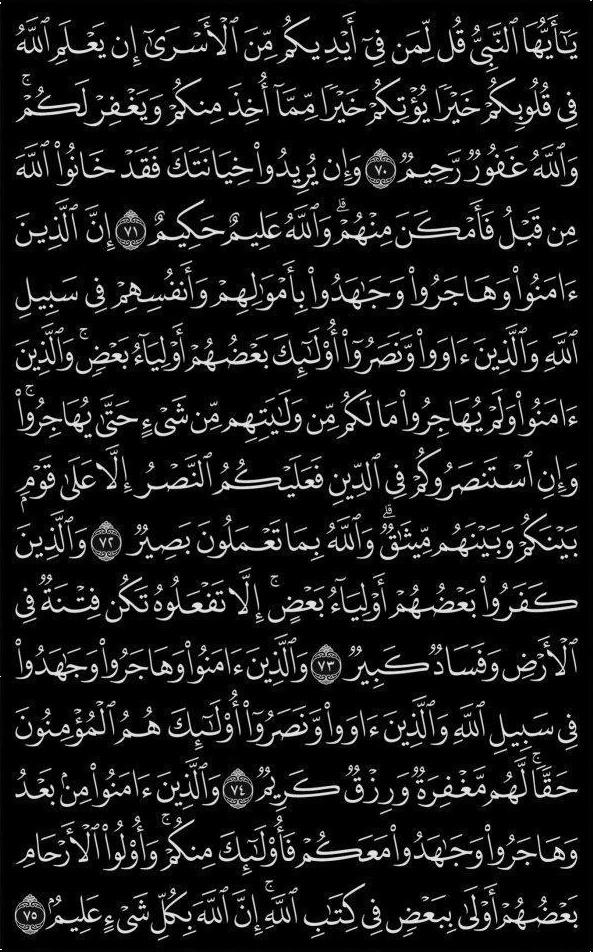 يَـٰٓأَيُّهَا ٱلنَّبِىُّ قُل لِّمَن فِىٓ أَيْدِيكُم مِّنَ ٱلْأَسْرَىٰٓ إِن يَعْلَمِ ٱللَّهُ
فِى قُلُوبِكُمْ خَيْرًا يُؤْتِكُمْ خَيْرًا مِّمَّآ أُخِذَ مِنكُمْ وَيَغْفِرْ لَكُمْ ۚ
وَٱللَّهُ غَفُورٌ رَّحِيمٌ ٧٠ وَإِن يُرِيدُوا۟ خِيَانَتَكَ فَقَدْ خَانُوا۟ ٱللَّهَ
مِن قَبْلُ فَأَمْكَنَ مِنْهُمْ ۗ وَٱللَّهُ عَلِيمٌ حَكِيمٌ ٧١ إِنَّ ٱلَّذِينَ
ءَامَنُوا۟ وَهَاجَرُوا۟ وَجَـٰهَدُوا۟ بِأَمْوَٰلِهِمْ وَأَنفُسِهِمْ فِى سَبِيلِ
ٱللَّهِ وَٱلَّذِينَ ءَاوَوا۟ وَّنَصَرُوٓا۟ أُو۟لَـٰٓئِكَ بَعْضُهُمْ أَوْلِيَآءُ بَعْضٍ ۚ وَٱلَّذِينَ
ءَامَنُوا۟ وَلَمْ يُهَاجِرُوا۟ مَا لَكُم مِّن وَلَـٰيَتِهِم مِّن شَىْءٍ حَتَّىٰ يُهَاجِرُوا۟ ۚ
وَإِنِ ٱسْتَنصَرُوكُمْ فِى ٱلدِّينِ فَعَلَيْكُمُ ٱلنَّصْرُ إِلَّا عَلَىٰ قَوْمٍۭ
بَيْنَكُمْ وَبَيْنَهُم مِّيثَـٰقٌ ۗ وَٱللَّهُ بِمَا تَعْمَلُونَ بَصِيرٌ ٧٢ وَٱلَّذِينَ
كَفَرُوا۟ بَعْضُهُمْ أَوْلِيَآءُ بَعْضٍ ۚ إِلَّا تَفْعَلُوهُ تَكُن فِتْنَةٌ فِى
ٱلْأَرْضِ وَفَسَادٌ كَبِيرٌ ٧٣ وَٱلَّذِينَ ءَامَنُوا۟ وَهَاجَرُوا۟ وَجَـٰهَدُوا۟
فِى سَبِيلِ ٱللَّهِ وَٱلَّذِينَ ءَاوَوا۟ وَّنَصَرُوٓا۟ أُو۟لَـٰٓئِكَ هُمُ ٱلْمُؤْمِنُونَ
حَقًّا ۚ لَّهُم مَّغْفِرَةٌ وَرِزْقٌ كَرِيمٌ ٧٤ وَٱلَّذِينَ ءَامَنُوا۟ مِنۢ بَعْدُ
وَهَاجَرُوا۟ وَجَـٰهَدُوا۟ مَعَكُمْ فَأُو۟لَـٰٓئِكَ مِنكُمْ ۚ وَأُو۟لُوا۟ ٱلْأَرْحَامِ
بَعْضُهُمْ أَوْلَىٰ بِبَعْضٍ فِى كِتَـٰبِ ٱللَّهِ ۗ إِنَّ ٱللَّهَ بِكُلِّ شَىْءٍ عَلِيمٌۢ ٧٥